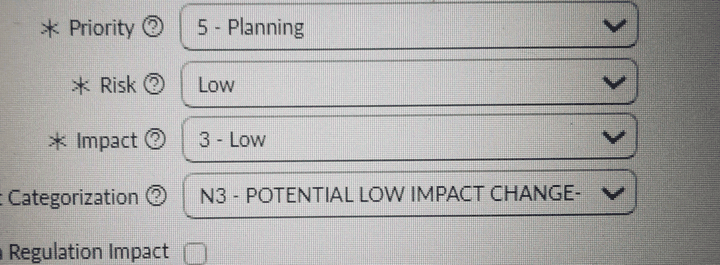 * Priority ? 5 - Planning
* Risk ? Low
* Impact ? 3 - Low
Categorization ? N3 - POTENTIAL LOW IMPACT CHANGE-
Regulation Impact